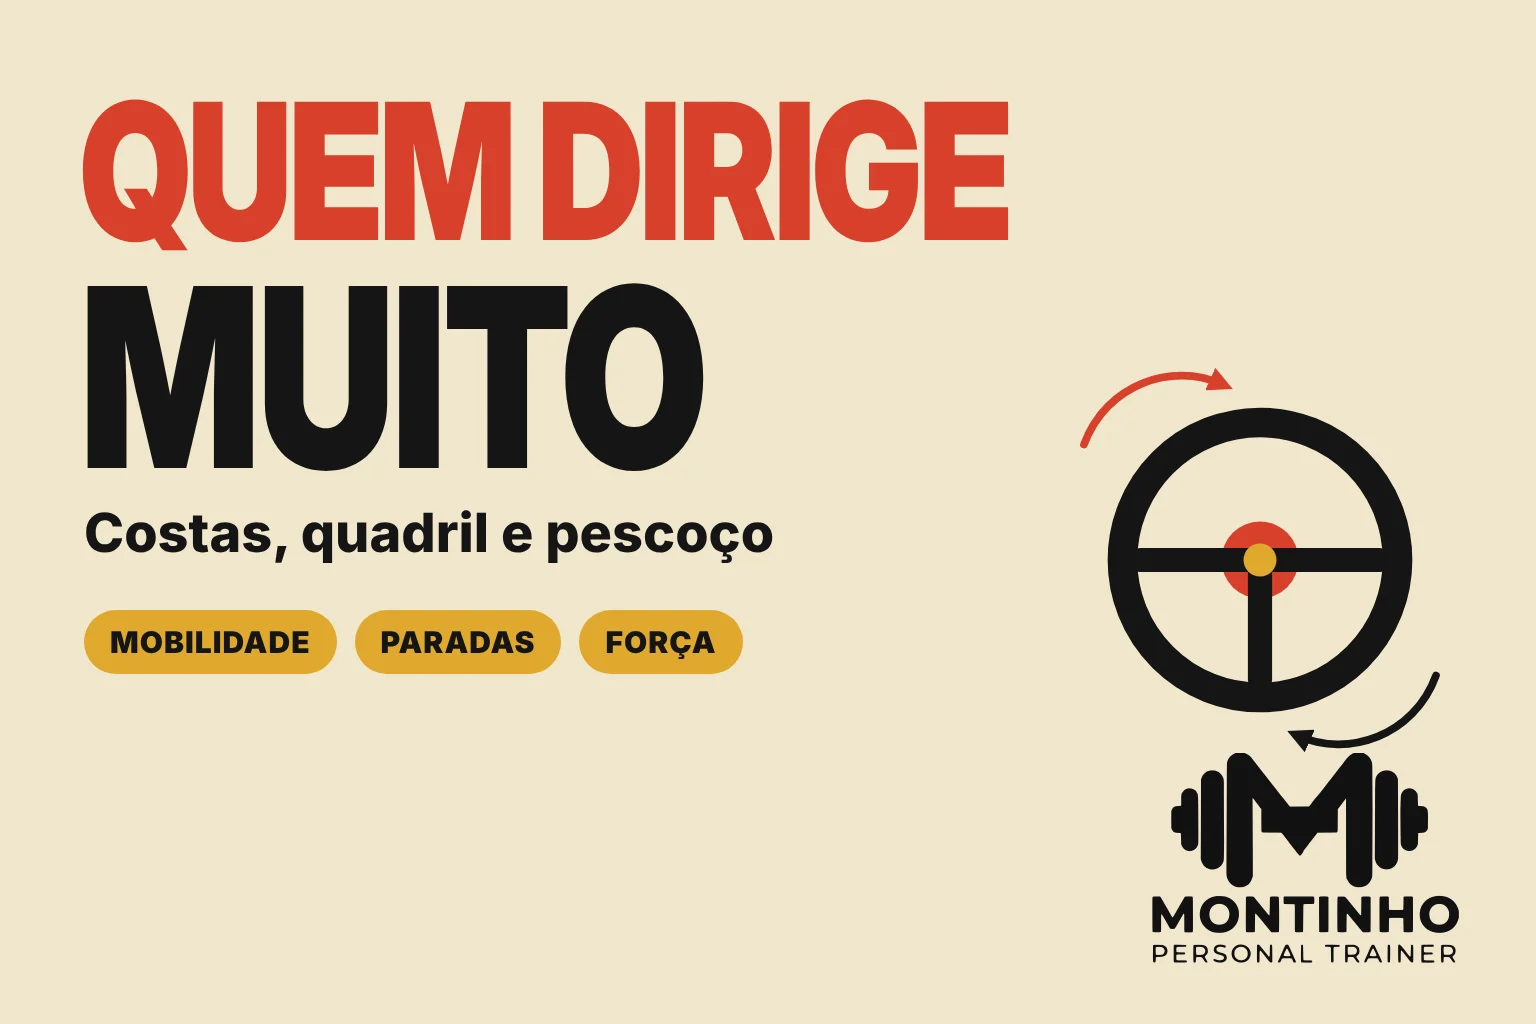 QUEM DIRIGE
MUITO
Costas, quadril e pescoço
MOBILIDADE
PARADAS
FORÇA
MONTINHO
PERSONAL TRAINER